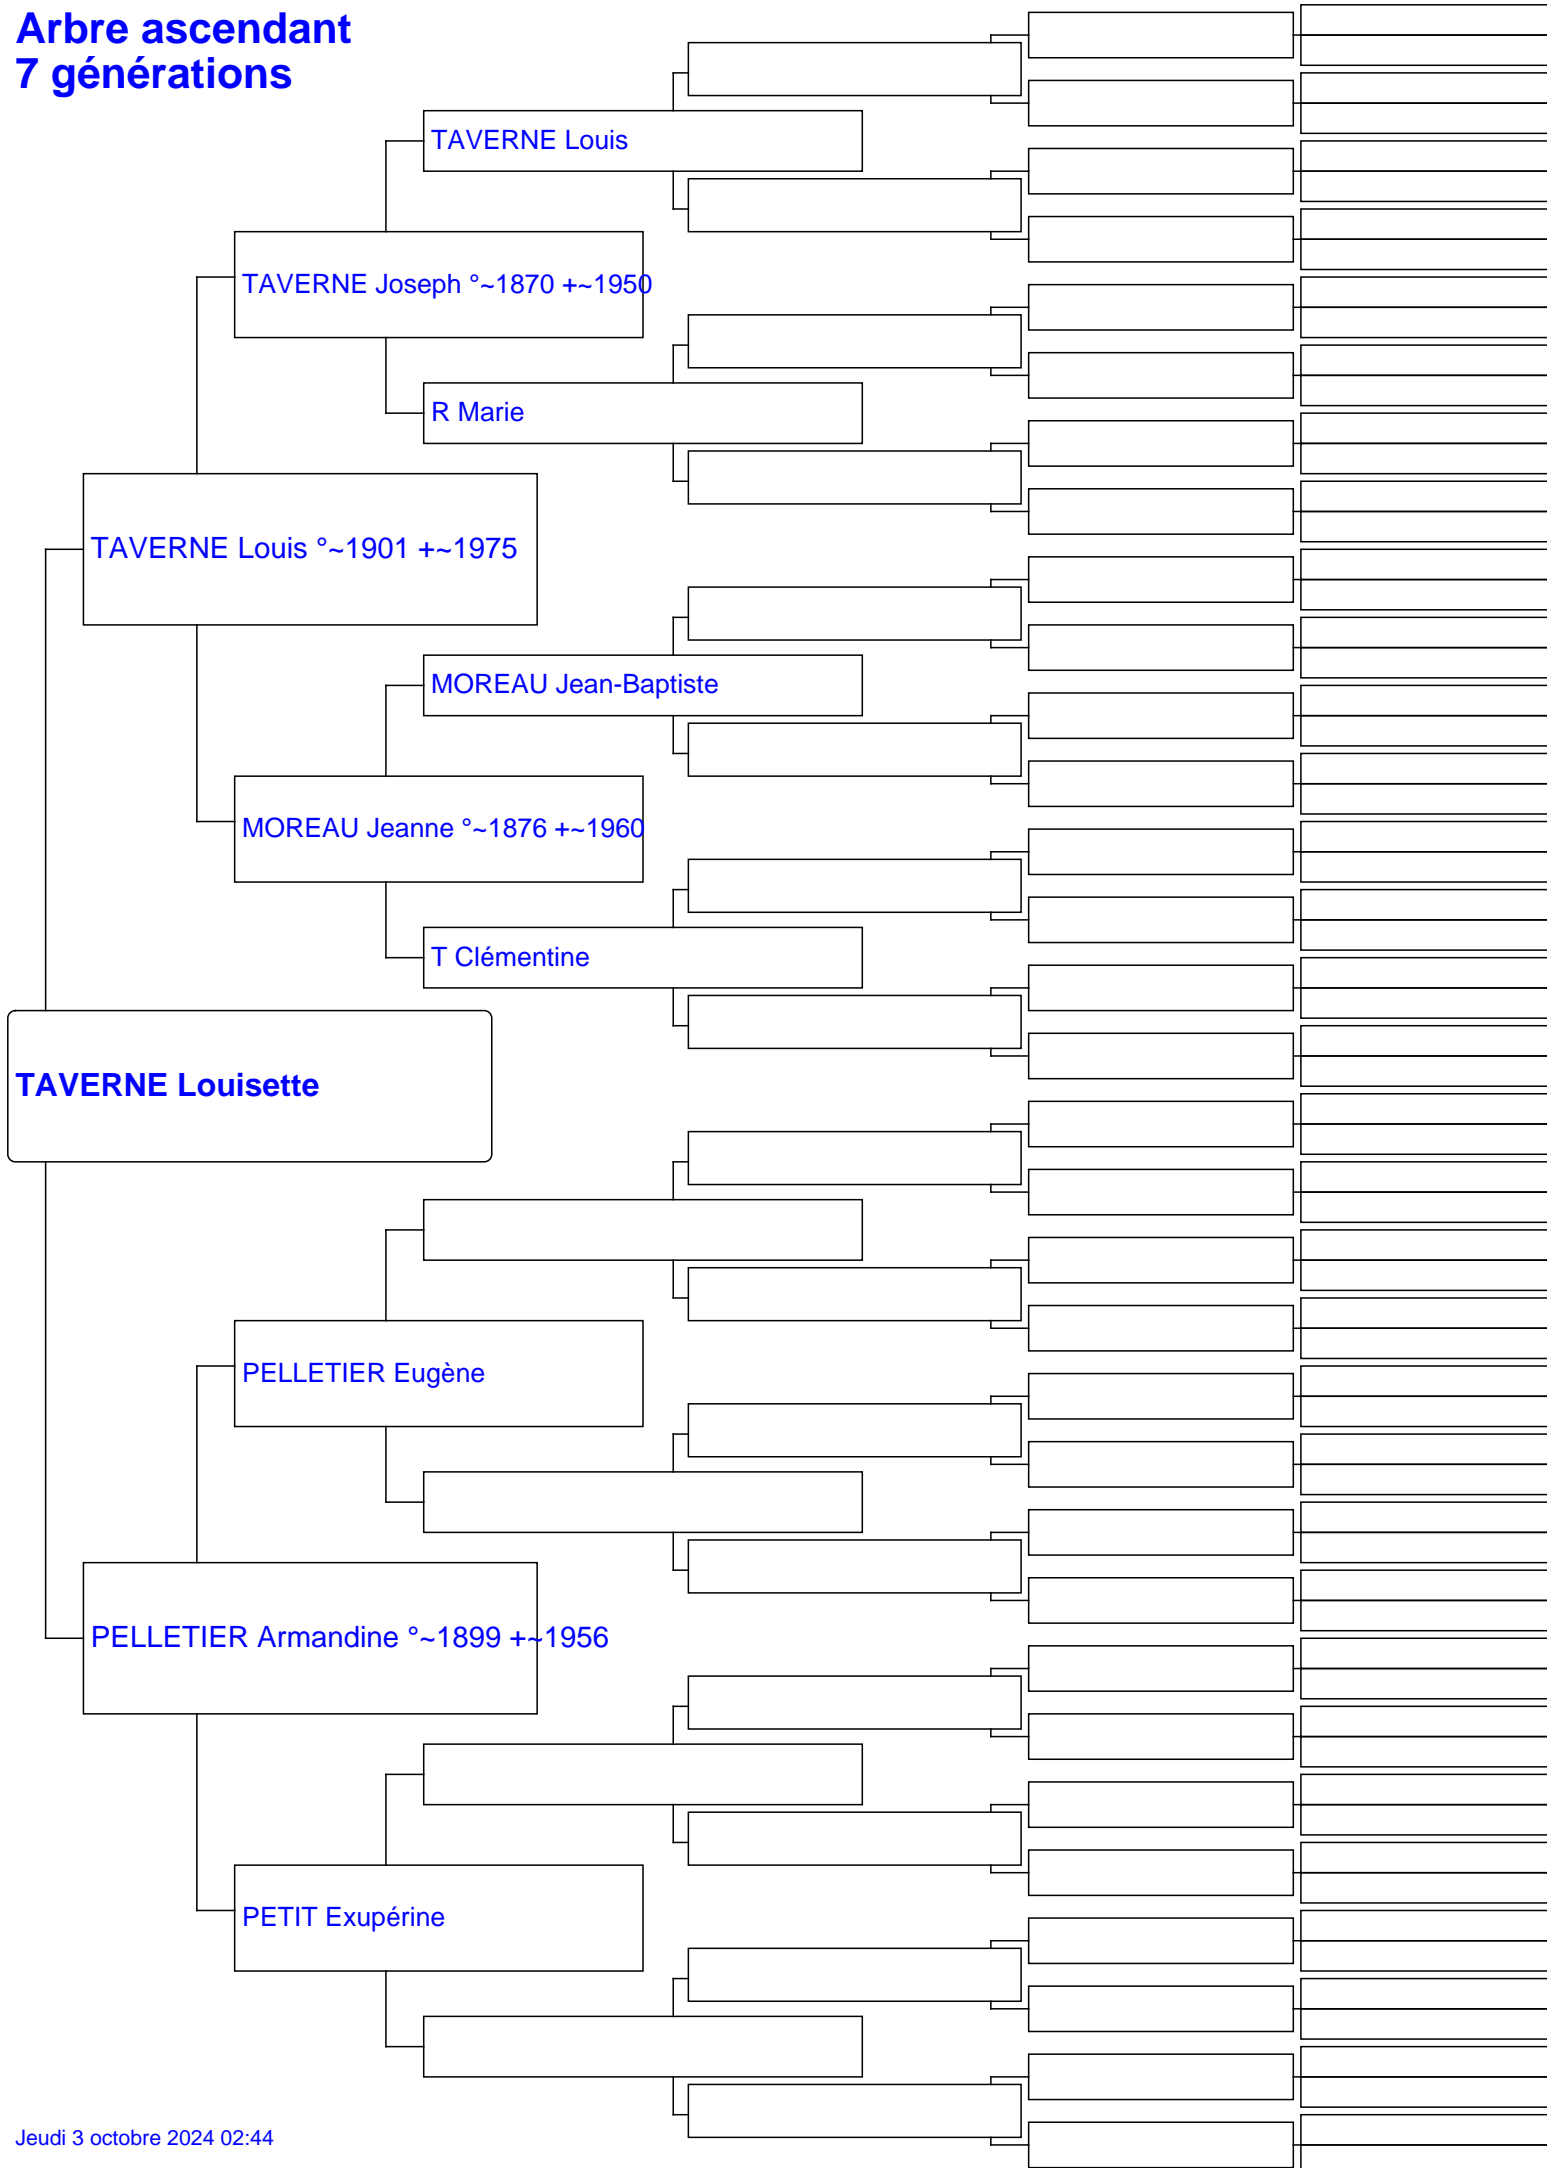 Arbre ascendant
7 générations
TAVERNE Louis
TAVERNE Joseph °~1870 +~1950
R Marie
TAVERNE Louis °~1901 +~1975
MOREAU Jean-Baptiste
MOREAU Jeanne °~1876 +~1960
T Clémentine
TAVERNE Louisette
PELLETIER Eugène
PELLETIER Armandine °~1899 +~1956
PETIT Exupérine
Jeudi 3 octobre 2024 02:44